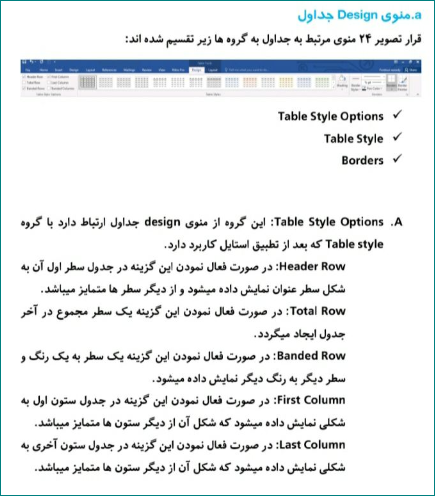 a.منوی Design جداول
قرار تصویر ۲۴ منوی مرتبط به جداول به گروه ها زیر تقسیم شده اند:
Table Style Options ✓
Table Style ✓
Borders ✓
A. Table Style Options: این گروه از منوی design جداول ارتباط دارد با گروه
Table style که بعد از تطبیق استایل کاربرد دارد.
Header Row: در صورت فعال نمودن این گزینه در جدول سطر اول آن به
شکل سطر عنوان نمایش داده میشود و از دیگر سطر ها متمایز میباشد.
Total Row: در صورت فعال نمودن این گزینه یک سطر مجموع در آخر
جدول ایجاد میگردد.
Banded Row: در صورت فعال نمودن این گزینه یک سطر به یک رنگ و
سطر دیگر به رنگ دیگر نمایش داده میشود.
First Column: در صورت فعال نمودن این گزینه در جدول ستون اول به
شکلی نمایش داده میشود که شکل آن از دیگر ستون ها متمایز میباشد.
Last Column: در صورت فعال نمودن این گزینه در جدول ستون آخری به
شکلی نمایش داده میشود که شکل آن از دیگر ستون ها متمایز میباشد.